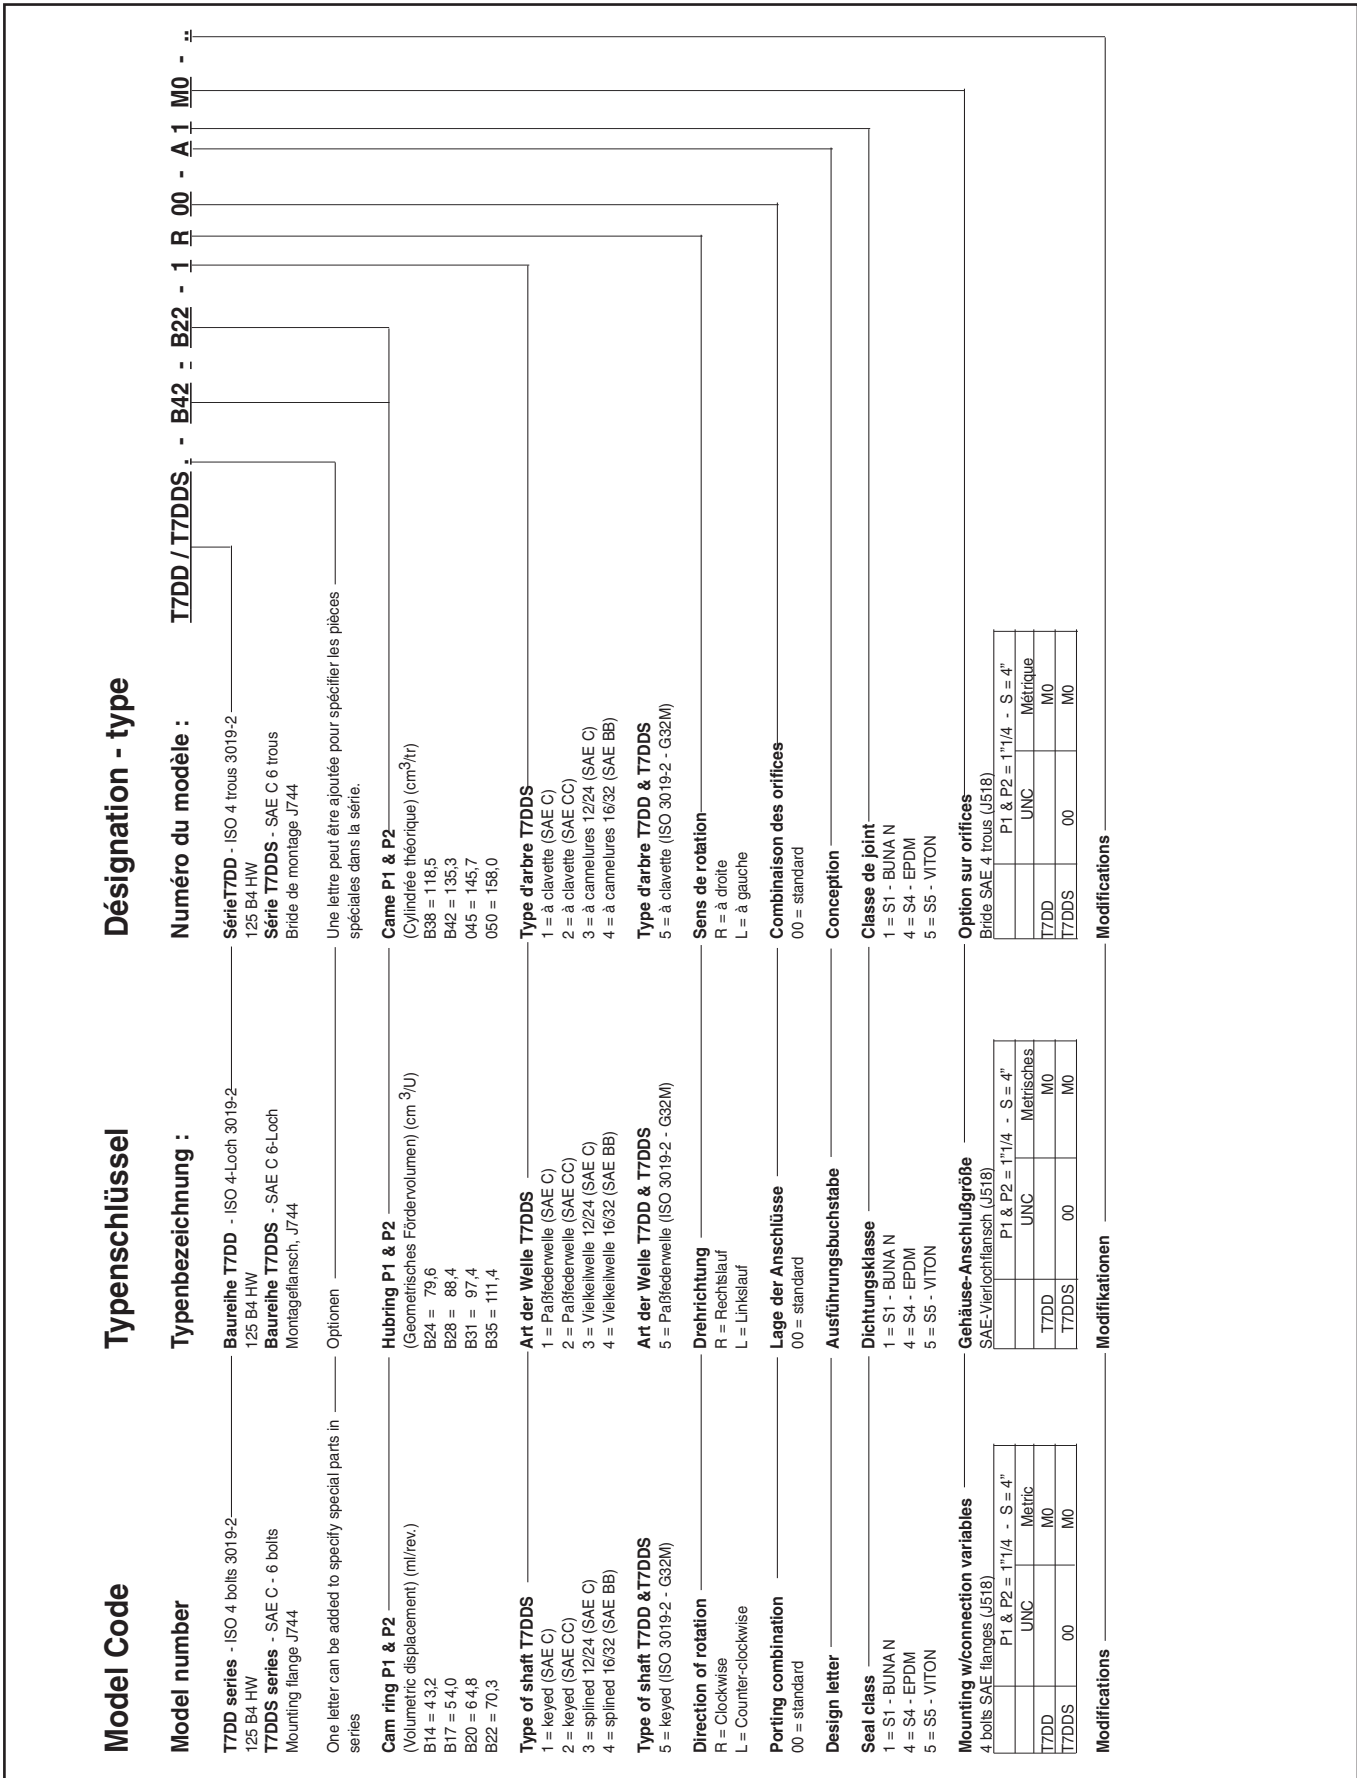 Model Code
Typenschlüssel
Désignation - type
Model number
Typenbezeichnung :
Numéro du modèle :
T7DD / T7DDS . - B42 - B22 - 1 R 00 - A 1 M0 - ..
T7DD series - ISO 4 bolts 3019-2
125 B4 HW
T7DDS series - SAE C - 6 bolts
Mounting flange J744
One letter can be added to specify special parts in
series
Cam ring P1 & P2
(Volumetric displacement) (ml/rev.)
B14 = 43,2
B17 = 54,0
B20 = 64,8
B22 = 70,3
Type of shaft T7DDS
1 = keyed (SAE C)
2 = keyed (SAE CC)
3 = splined 12/24 (SAE C)
4 = splined 16/32 (SAE BB)
Type of shaft T7DD &T7DDS
5 = keyed (ISO 3019-2 - G32M)
Direction of rotation
R = Clockwise
L = Counter-clockwise
Porting combination
00 = standard
Design letter
Seal class
1 = S1 - BUNA N
4 = S4 - EPDM
5 = S5 - VITON
Mounting w/connection variables
4 bolts SAE flanges (J518)
P1 & P2 = 1"1/4 - S = 4"
UNC Metric
T7DD M0
T7DDS 00 M0
Modifications
Baureihe T7DD - ISO 4-Loch 3019-2
125 B4 HW
Baureihe T7DDS - SAE C 6-Loch
Montageflansch, J744
Optionen
Hubring P1 & P2
(Geometrisches Fördervolumen) (cm 3/U)
B24 = 79,6
B28 = 88,4
B31 = 97,4
B35 = 111,4
Art der Welle T7DDS
1 = Paßfederwelle (SAE C)
2 = Paßfederwelle (SAE CC)
3 = Vielkeilwelle 12/24 (SAE C)
4 = Vielkeilwelle 16/32 (SAE BB)
Art der Welle T7DD & T7DDS
5 = Paßfederwelle (ISO 3019-2 - G32M)
Drehrichtung
R = Rechtslauf
L = Linkslauf
Lage der Anschlüsse
00 = standard
Ausführungsbuchstabe
Dichtungsklasse
1 = S1 - BUNA N
4 = S4 - EPDM
5 = S5 - VITON
Gehäuse-Anschlußgröße
SAE-Vierlochflansch (J518)
P1 & P2 = 1"1/4 - S = 4"
UNC Metrisches
T7DD M0
T7DDS 00 M0
Modifikationen
SérieT7DD - ISO 4 trous 3019-2
125 B4 HW
Série T7DDS - SAE C 6 trous
Bride de montage J744
Une lettre peut être ajoutée pour spécifier les pièces
spéciales dans la série.
Came P1 & P2
(Cylindrée théorique) (cm3/tr)
B38 = 118,5
B42 = 135,3
045 = 145,7
050 = 158,0
Type d'arbre T7DDS
1 = à clavette (SAE C)
2 = à clavette (SAE CC)
3 = à cannelures 12/24 (SAE C)
4 = à cannelures 16/32 (SAE BB)
Type d'arbre T7DD & T7DDS
5 = à clavette (ISO 3019-2 - G32M)
Sens de rotation
R = à droite
L = à gauche
Combinaison des orifices
00 = standard
Conception
Classe de joint
1 = S1 - BUNA N
4 = S4 - EPDM
5 = S5 - VITON
Option sur orifices
Bride SAE 4 trous (J518)
P1 & P2 = 1"1/4 - S = 4"
UNC Métrique
T7DD M0
T7DDS 00 M0
Modifications